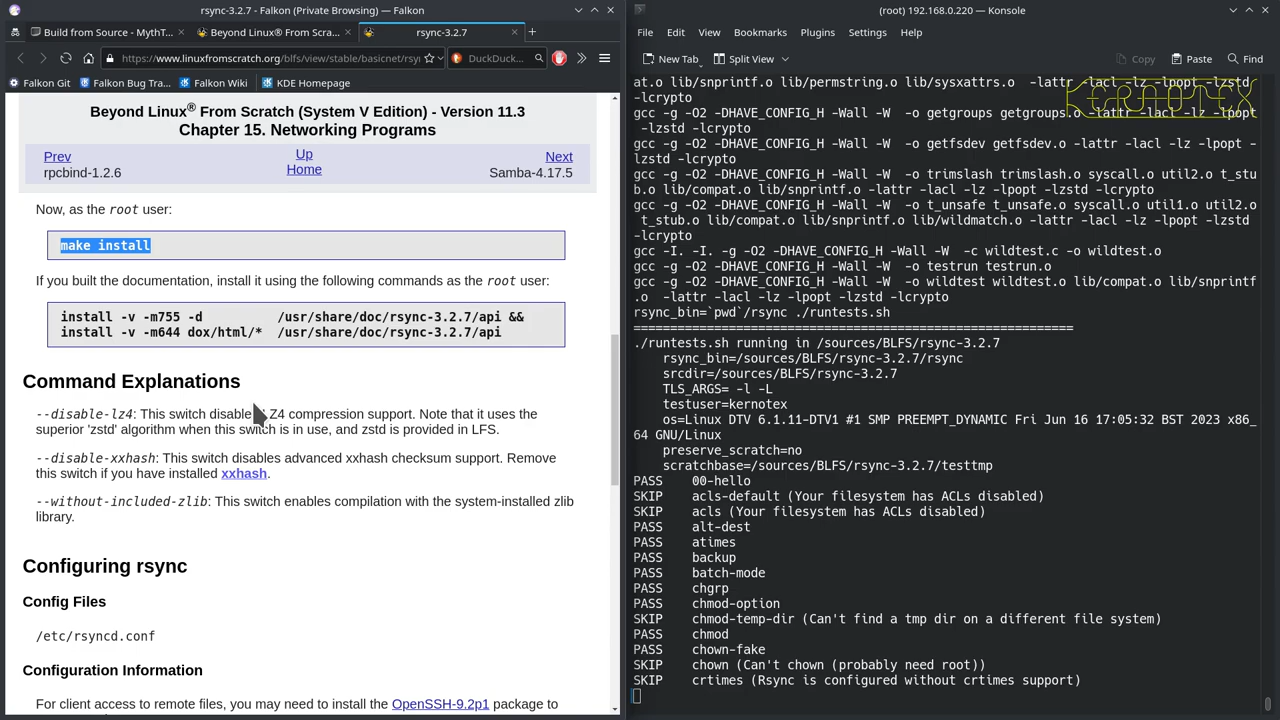 rsync-3.2.7 - Falkon (Private Browsing) — Falkon
Build from Source - MythT...
Beyond Linux® From Scra...
rsync-3.2.7
https://www.linuxfromscratch.org/blfs/view/stable/basicnet/rsy
DuckDuck...
Falkon Git
Falkon Bug Tra...
Falkon Wiki
KDE Homepage
Beyond Linux® From Scratch (System V Edition) - Version 11.3
Chapter 15. Networking Programs
Prev
Up
Next
rpcbind-1.2.6
Home
Samba-4.17.5
Now, as the root user:
make install
If you built the documentation, install it using the following commands as the root user:
install -v -m755 -d          /usr/share/doc/rsync-3.2.7/api &&
install -v -m644 dox/html/*  /usr/share/doc/rsync-3.2.7/api
Command Explanations
--disable-lz4: This switch disable LZ4 compression support. Note that it uses the
superior 'zstd' algorithm when this switch is in use, and zstd is provided in LFS.
--disable-xxhash: This switch disables advanced xxhash checksum support. Remove
this switch if you have installed xxhash.
--without-included-zlib: This switch enables compilation with the system-installed zlib
library.
Configuring rsync
Config Files
/etc/rsyncd.conf
Configuration Information
For client access to remote files, you may need to install the OpenSSH-9.2p1 package to
(root) 192.168.0.220 — Konsole
File Edit View Bookmarks Plugins Settings Help
New Tab
Split View
Copy
Paste
Find
at.o lib/snprintf.o lib/permstring.o lib/sysxattrs.o  -lattr -lacl -lz -lpopt -lzstd
-lcrypto
KERNOTEX
gcc -g -O2 -DHAVE_CONFIG_H -Wall -W  -o getgroups getgroups.o -lattr -lacl -lz -lpopt
-lzstd -lcrypto
gcc -g -O2 -DHAVE_CONFIG_H -Wall -W  -o getfsdev getfsdev.o -lattr -lacl -lz -lpopt -
lzstd -lcrypto
gcc -g -O2 -DHAVE_CONFIG_H -Wall -W  -o trimslash trimslash.o syscall.o util2.o t_stu
b.o lib/compat.o lib/snprintf.o -lattr -lacl -lz -lpopt -lzstd -lcrypto
gcc -g -O2 -DHAVE_CONFIG_H -Wall -W  -o t_unsafe t_unsafe.o syscall.o util1.o util2.o
t_stub.o lib/compat.o lib/snprintf.o lib/wildmatch.o -lattr -lacl -lz -lpopt -lzstd
-lcrypto
gcc -I. -I. -g -O2 -DHAVE_CONFIG_H -Wall -W  -c wildtest.c -o wildtest.o
gcc -g -O2 -DHAVE_CONFIG_H -Wall -W  -o testrun testrun.o
gcc -g -O2 -DHAVE_CONFIG_H -Wall -W  -o wildtest wildtest.o lib/compat.o lib/snprintf
.o  -lattr -lacl -lz -lpopt -lzstd -lcrypto
rsync_bin=`pwd`/rsync ./runtests.sh
============================================================
./runtests.sh running in /sources/BLFS/rsync-3.2.7
rsync_bin=/sources/BLFS/rsync-3.2.7/rsync
srcdir=/sources/BLFS/rsync-3.2.7
TLS_ARGS= -l -L
testuser=kernotex
os=Linux DTV 6.1.11-DTV1 #1 SMP PREEMPT_DYNAMIC Fri Jun 16 17:05:32 BST 2023 x86_
64 GNU/Linux
preserve_scratch=no
scratchbase=/sources/BLFS/rsync-3.2.7/testtmp
PASS    00-hello
SKIP    acls-default (Your filesystem has ACLs disabled)
SKIP    acls (Your filesystem has ACLs disabled)
PASS    alt-dest
PASS    atimes
PASS    backup
PASS    batch-mode
PASS    chgrp
PASS    chmod-option
SKIP    chmod-temp-dir (Can't find a tmp dir on a different file system)
PASS    chmod
PASS    chown-fake
SKIP    chown (Can't chown (probably need root))
SKIP    crtimes (Rsync is configured without crtimes support)